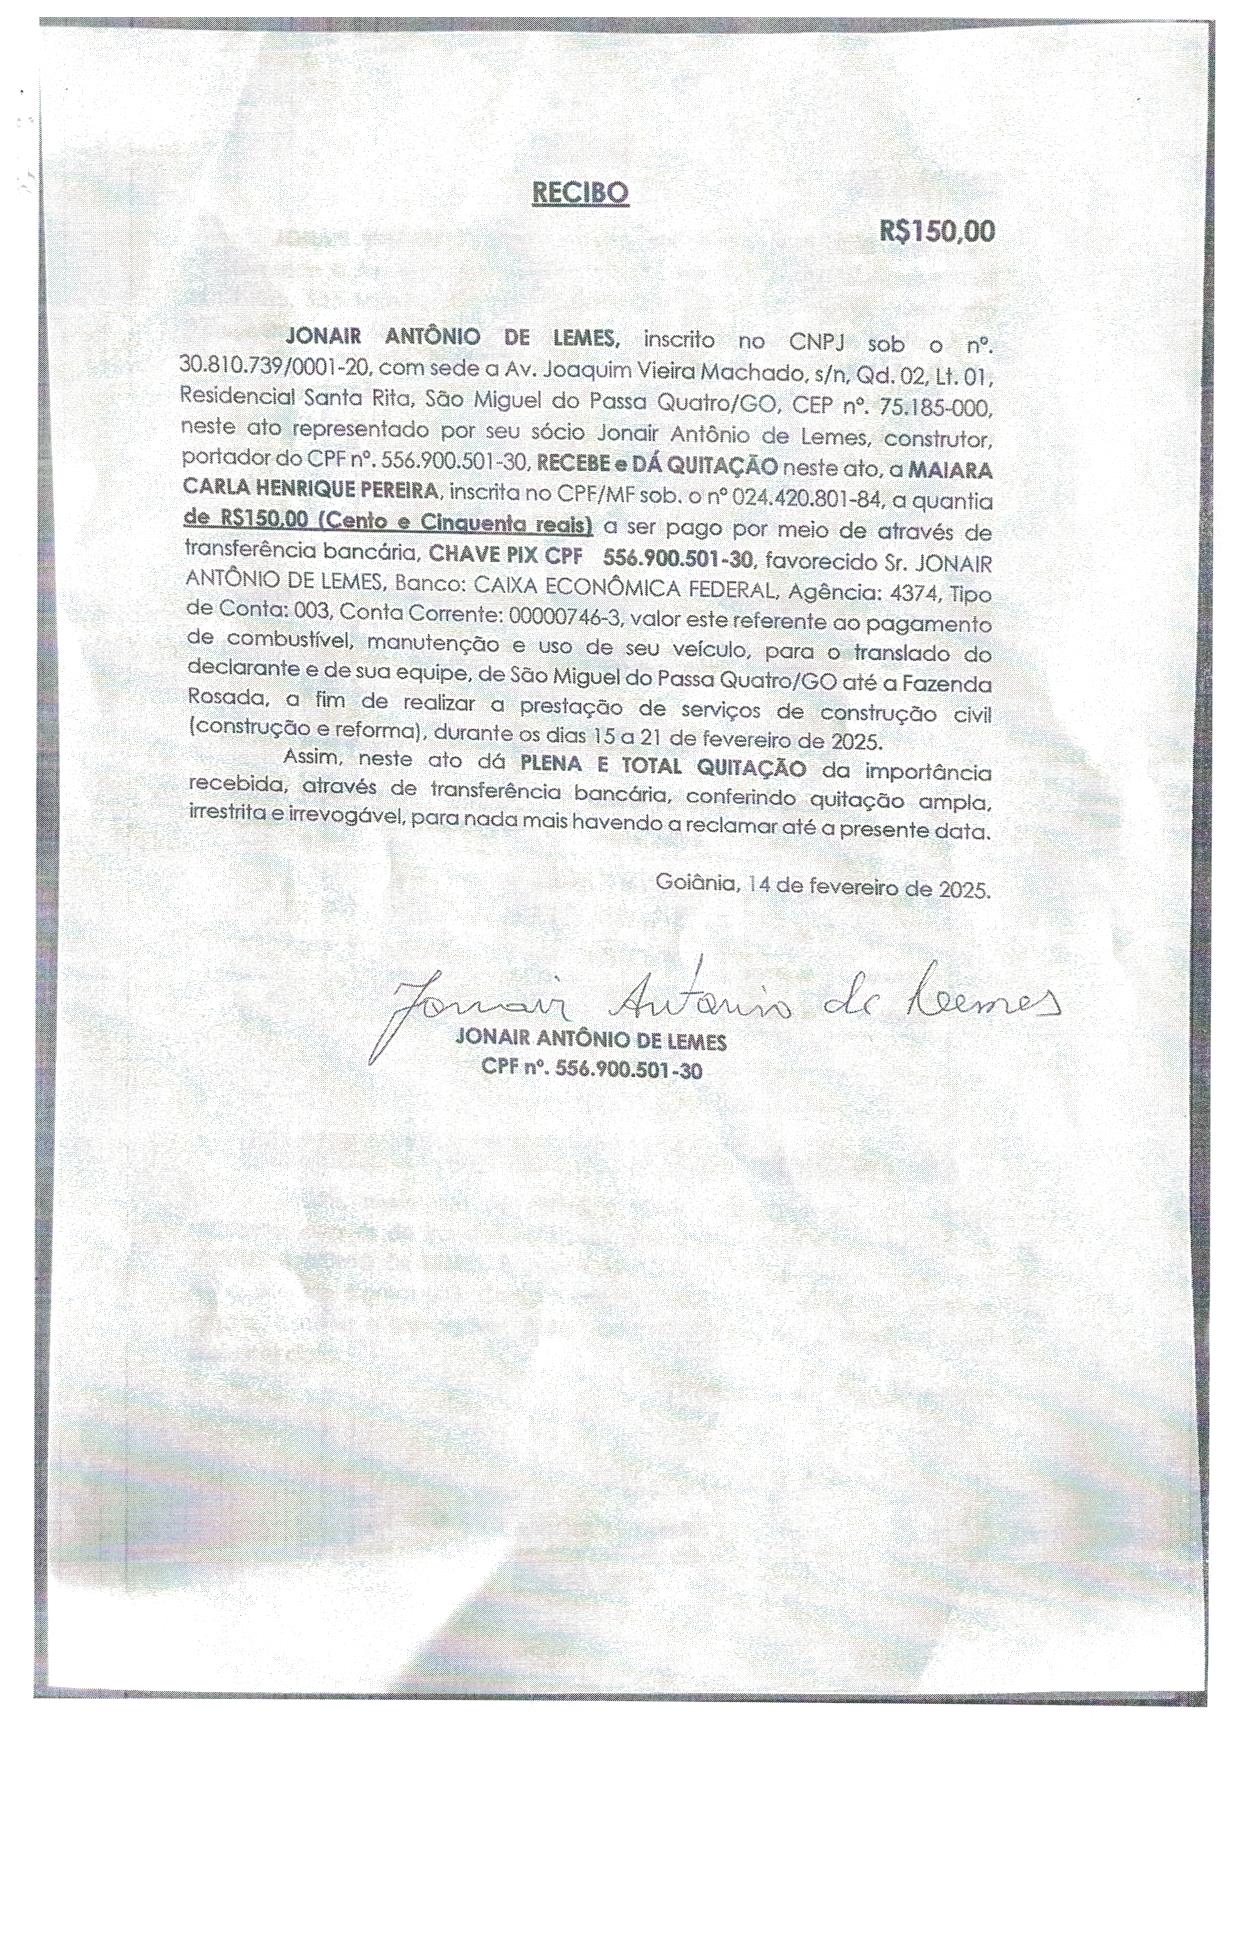 RECIBO
R$150,00
JONAIR ANTÔNIO DE LEMES, inscrito no CNPJ sob o nº.
30.810.739/0001-20, com sede a Av. Joaquim Vieira Machado, s/n, Qd. 02, Lt. 01,
Residencial Santa Rita, São Miguel do Passa Quatro/GO, CEP nº. 75.185-000,
neste ato representado por seu sócio Jonair Antônio de Lemes, construtor,
portador do CPF nº. 556.900.501-30, RECEBE e DÁ QUITAÇÃO neste ato, a MAIARA
CARLA HENRIQUE PEREIRA, inscrita no CPF/MF sob. o nº 024.420.801-84, a quantia
de R$150,00 (Cento e Cinquenta reais) a ser pago por meio de através de
transferência bancária, CHAVE PIX CPF 556.900.501-30, favorecido Sr. JONAIR
ANTÔNIO DE LEMES, Banco: CAIXA ECONÔMICA FEDERAL, Agência: 4374, Tipo
de Conta: 003, Conta Corrente: 00000746-3, valor este referente ao pagamento
de combustível, manutenção e uso de seu veículo, para o translado do
declarante e de sua equipe, de São Miguel do Passa Quatro/GO até a Fazenda
Rosada, a fim de realizar a prestação de serviços de construção civil
(construção e reforma), durante os dias 15 a 21 de fevereiro de 2025.
Assim, neste ato dá PLENA E TOTAL QUITAÇÃO da importância
recebida, através de transferência bancária, conferindo quitação ampla,
irrestrita e irrevogável, para nada mais havendo a reclamar até a presente data.
Goiânia, 14 de fevereiro de 2025.
Jonair Antonio de Lemes
JONAIR ANTÔNIO DE LEMES
CPF nº. 556.900.501-30